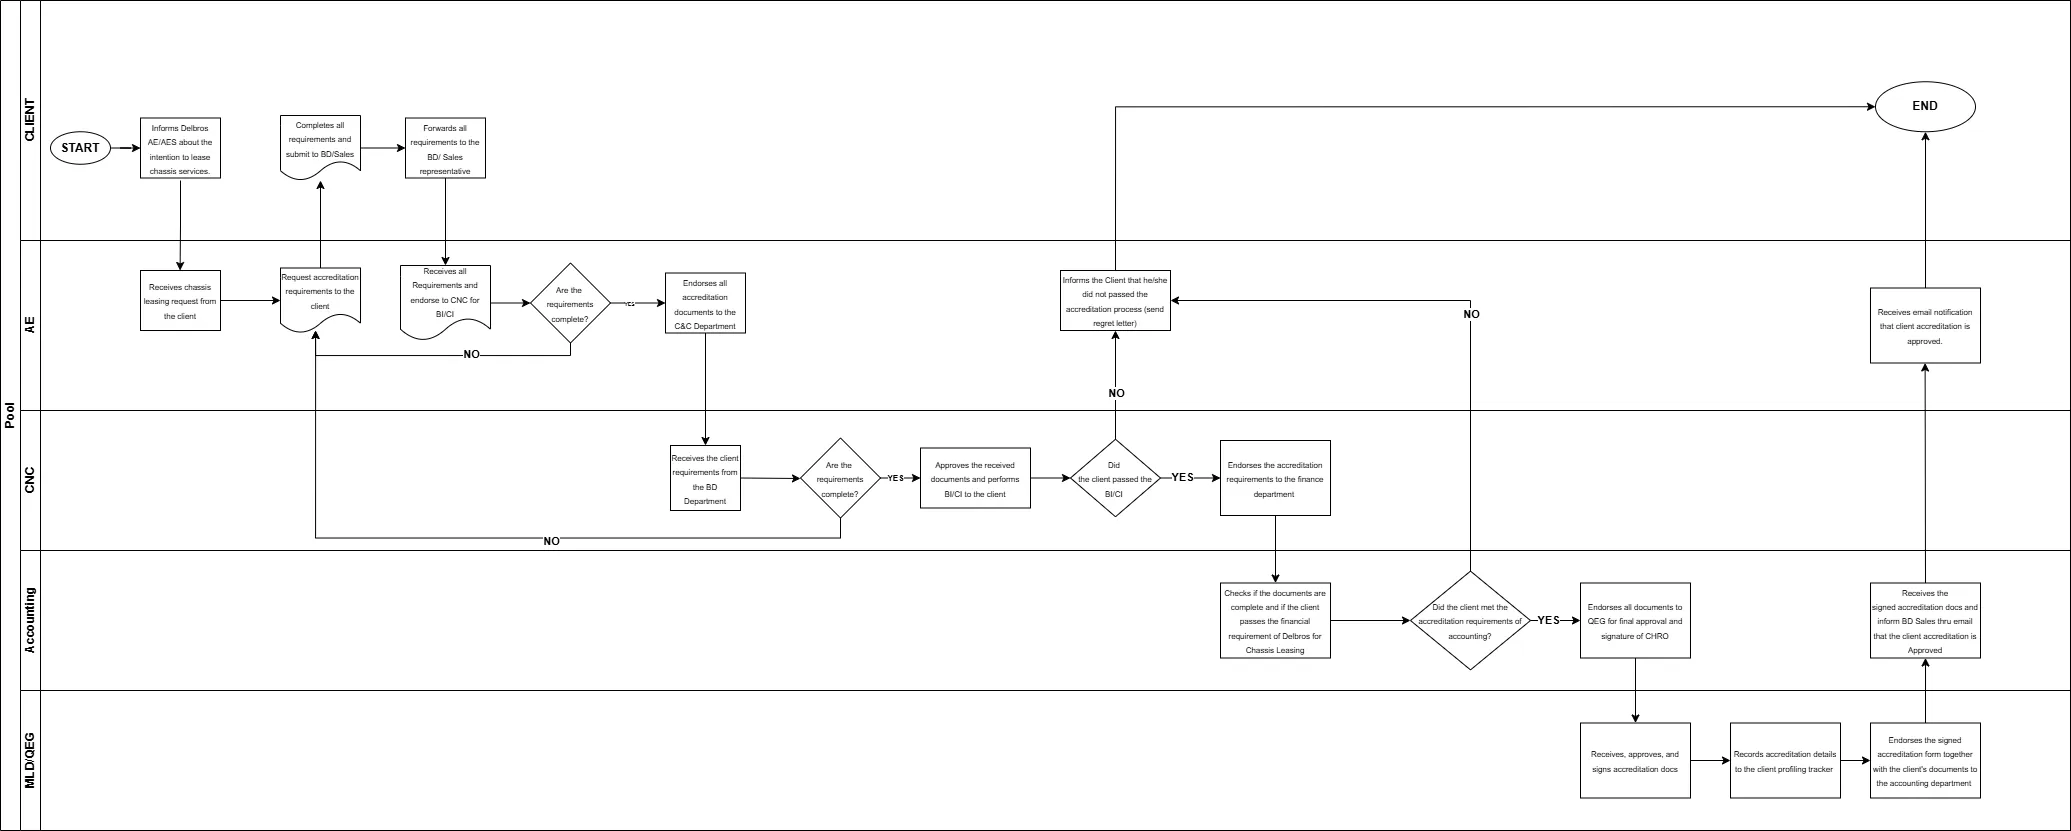 Pool
CLIENT
START
Informs Delbros
AE/AES about the
intention to lease
chassis services.
Completes all
requirements and
submit to BD/Sales
Forwards all
requirements to the
BD/ Sales
representative
END
AE
Receives chassis
leasing request from
the client
Request accreditation
requirements to the
client
Receives all
Requirements and
endorse to CNC for
BI/CI
Are the
requirements
complete?
YES
NO
Endorses all
accreditation
documents to the
C&C Department
Informs the Client that he/she
did not passed the
accreditation process (send
regret letter)
NO
NO
Receives email notification
that client accreditation is
approved.
CNC
Receives the client
requirements from
the BD
Department
Are the
requirements
complete?
YES
NO
Approves the received
documents and performs
BI/CI to the client
Did
the client passed the
BI/CI
YES
Endorses the accreditation
requirements to the finance
department
Accounting
Checks if the documents are
complete and if the client
passes the financial
requirement of Delbros for
Chassis Leasing
Did the client met the
accreditation requirements of
accounting?
YES
Endorses all documents to
QEG for final approval and
signature of CHRO
Receives the
signed accreditation docs and
inform BD Sales thru email
that the client accreditation is
Approved
MLD/QEG
Receives, approves, and
signs accreditation docs
Records accreditation details
to the client profiling tracker
Endorses the signed
accreditation form together
with the client's documents to
the accounting department